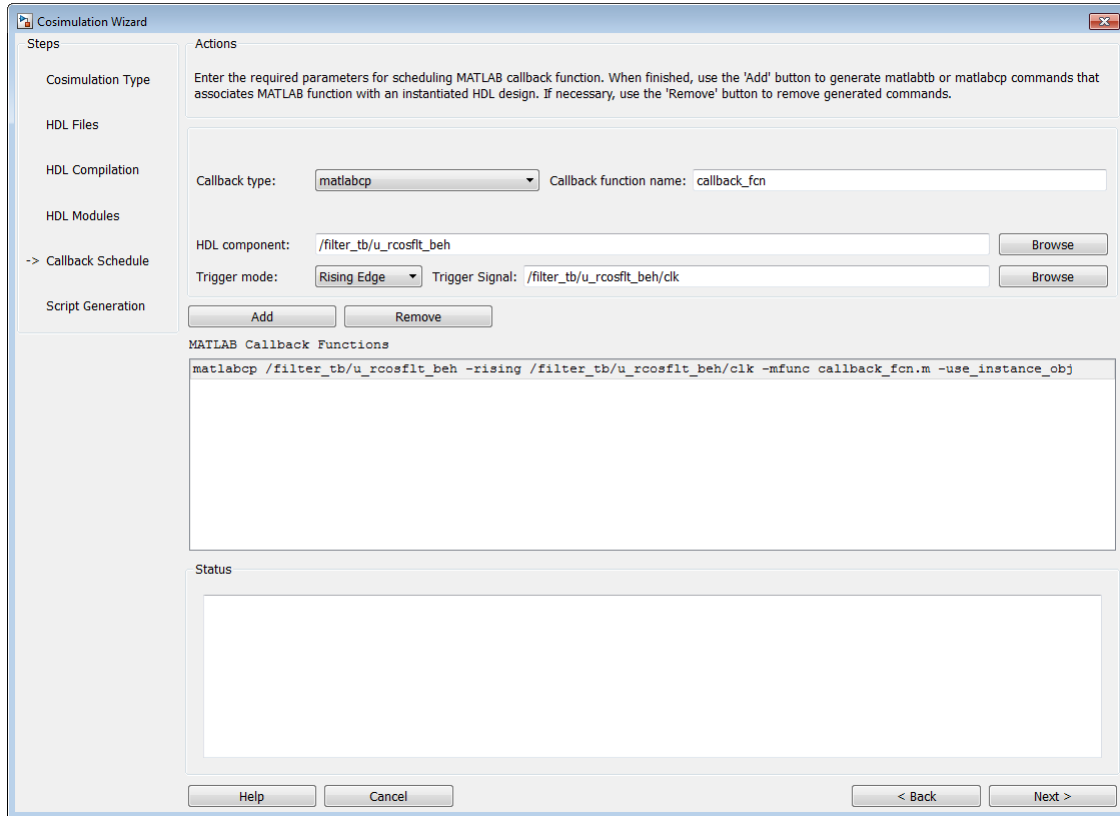 Cosimulation Wizard
Steps
Cosimulation Type
HDL Files
HDL Compilation
HDL Modules
-> Callback Schedule
Script Generation
Actions
Enter the required parameters for scheduling MATLAB callback function. When finished, use the 'Add' button to generate matlabtb or matlabcp commands that
associates MATLAB function with an instantiated HDL design. If necessary, use the 'Remove' button to remove generated commands.
Callback type: matlabcp Callback function name: callback_fcn
HDL component: /filter_tb/u_rcosflt_beh Browse
Trigger mode: Rising Edge Trigger Signal: /filter_tb/u_rcosflt_beh/clk Browse
Add Remove
MATLAB Callback Functions
matlabcp /filter_tb/u_rcosflt_beh -rising /filter_tb/u_rcosflt_beh/clk -mfunc callback_fcn.m -use_instance_obj
Status
Help Cancel < Back Next >